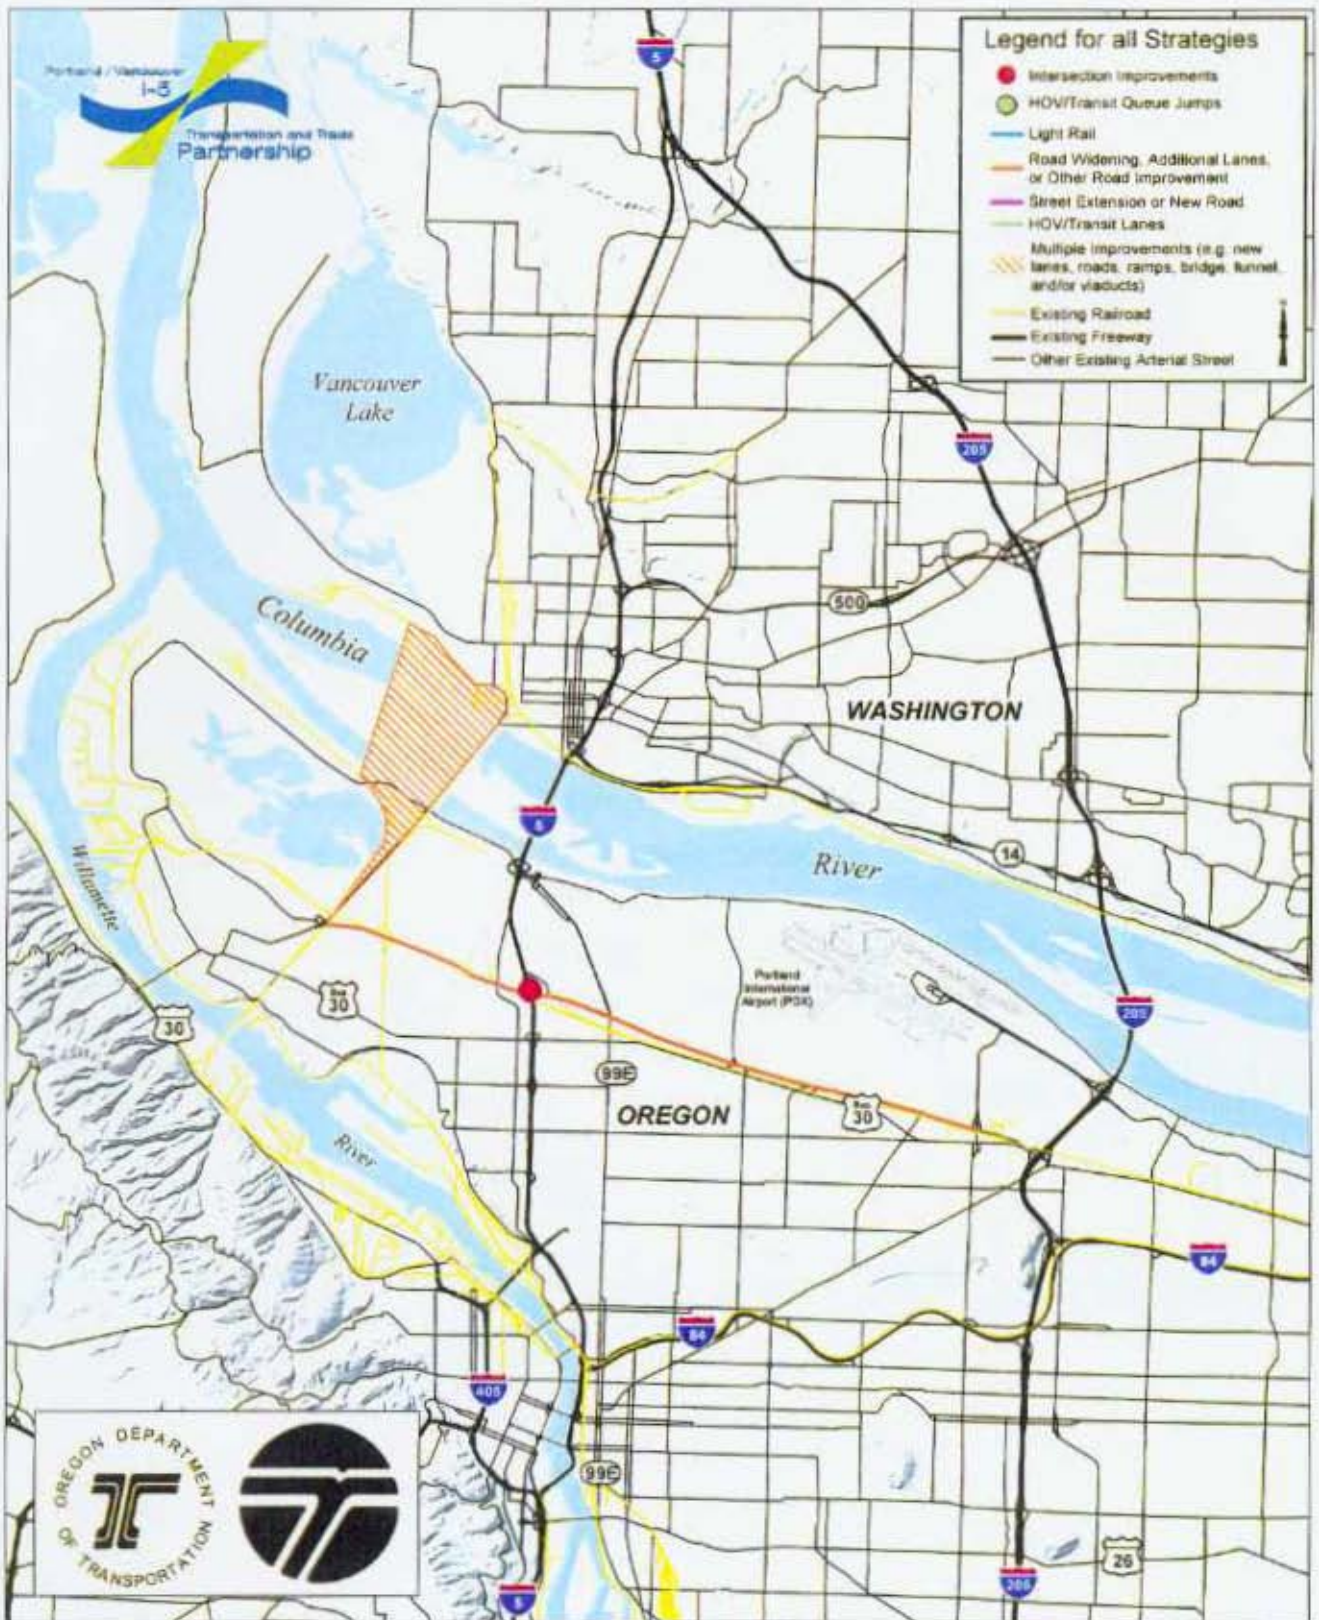 Portland / Vancouver
I-5
Transportation and Trade
Partnership
5
Legend for all Strategies
Intersection Improvements
HOV/Transit Queue Jumps
Light Rail
Road Widening, Additional Lanes,
or Other Road Improvement
Street Extension or New Road
HOV/Transit Lanes
Multiple Improvements (e.g. new
lanes, roads, ramps, bridge, tunnel,
and/or viaducts)
Existing Railroad
Existing Freeway
Other Existing Arterial Street
Vancouver
Lake
205
500
Columbia
WASHINGTON
5
14
River
Willamette
Portland
International
Airport (PDX)
30
30
205
99E
30
OREGON
River
84
84
405
OREGON DEPARTMENT
OF TRANSPORTATION
99E
26
205
5